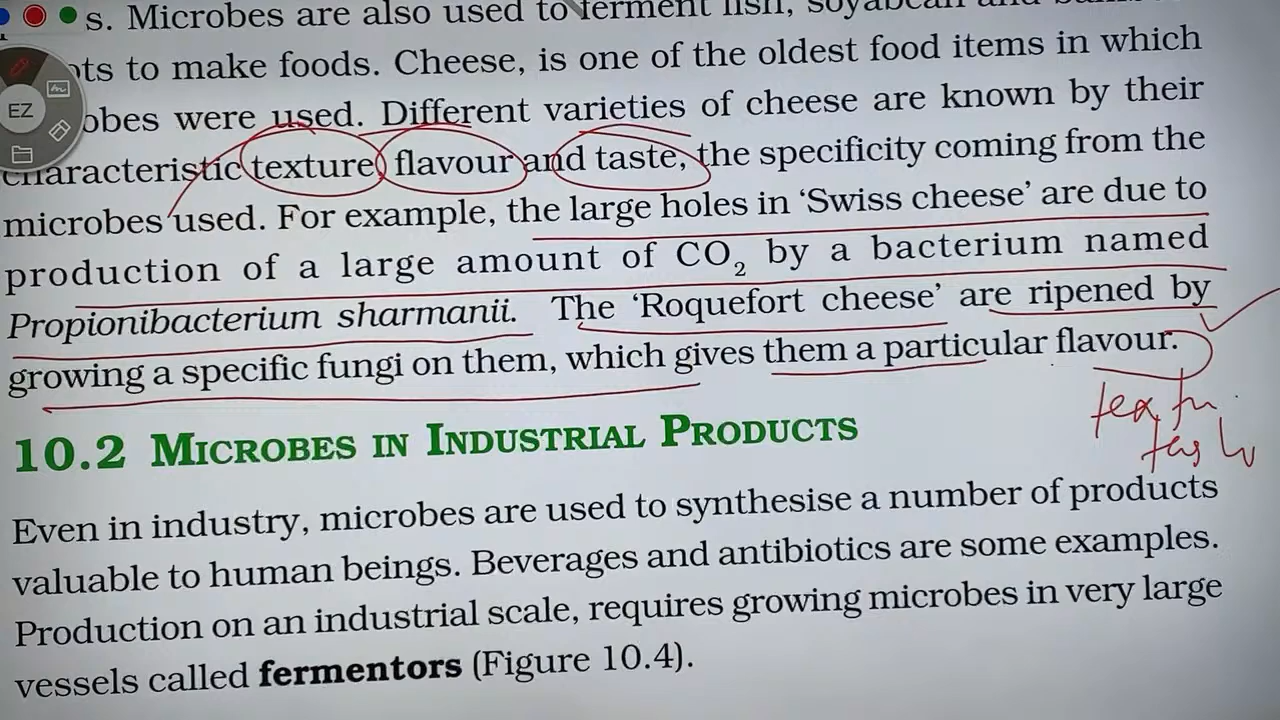 s. Microbes are also used to ferment fish, soyabean and
ots to make foods. Cheese, is one of the oldest food items in which
EZ
obes were used. Different varieties of cheese are known by their
characteristic texture, flavour and taste, the specificity coming from the
microbes used. For example, the large holes in ‘Swiss cheese’ are due to
production of a large amount of CO₂ by a bacterium named
Propionibacterium sharmanii. The ‘Roquefort cheese’ are ripened by
growing a specific fungi on them, which gives them a particular flavour.
10.2 MICROBES IN INDUSTRIAL PRODUCTS
Even in industry, microbes are used to synthesise a number of products
valuable to human beings. Beverages and antibiotics are some examples.
Production on an industrial scale, requires growing microbes in very large
vessels called fermentors (Figure 10.4).